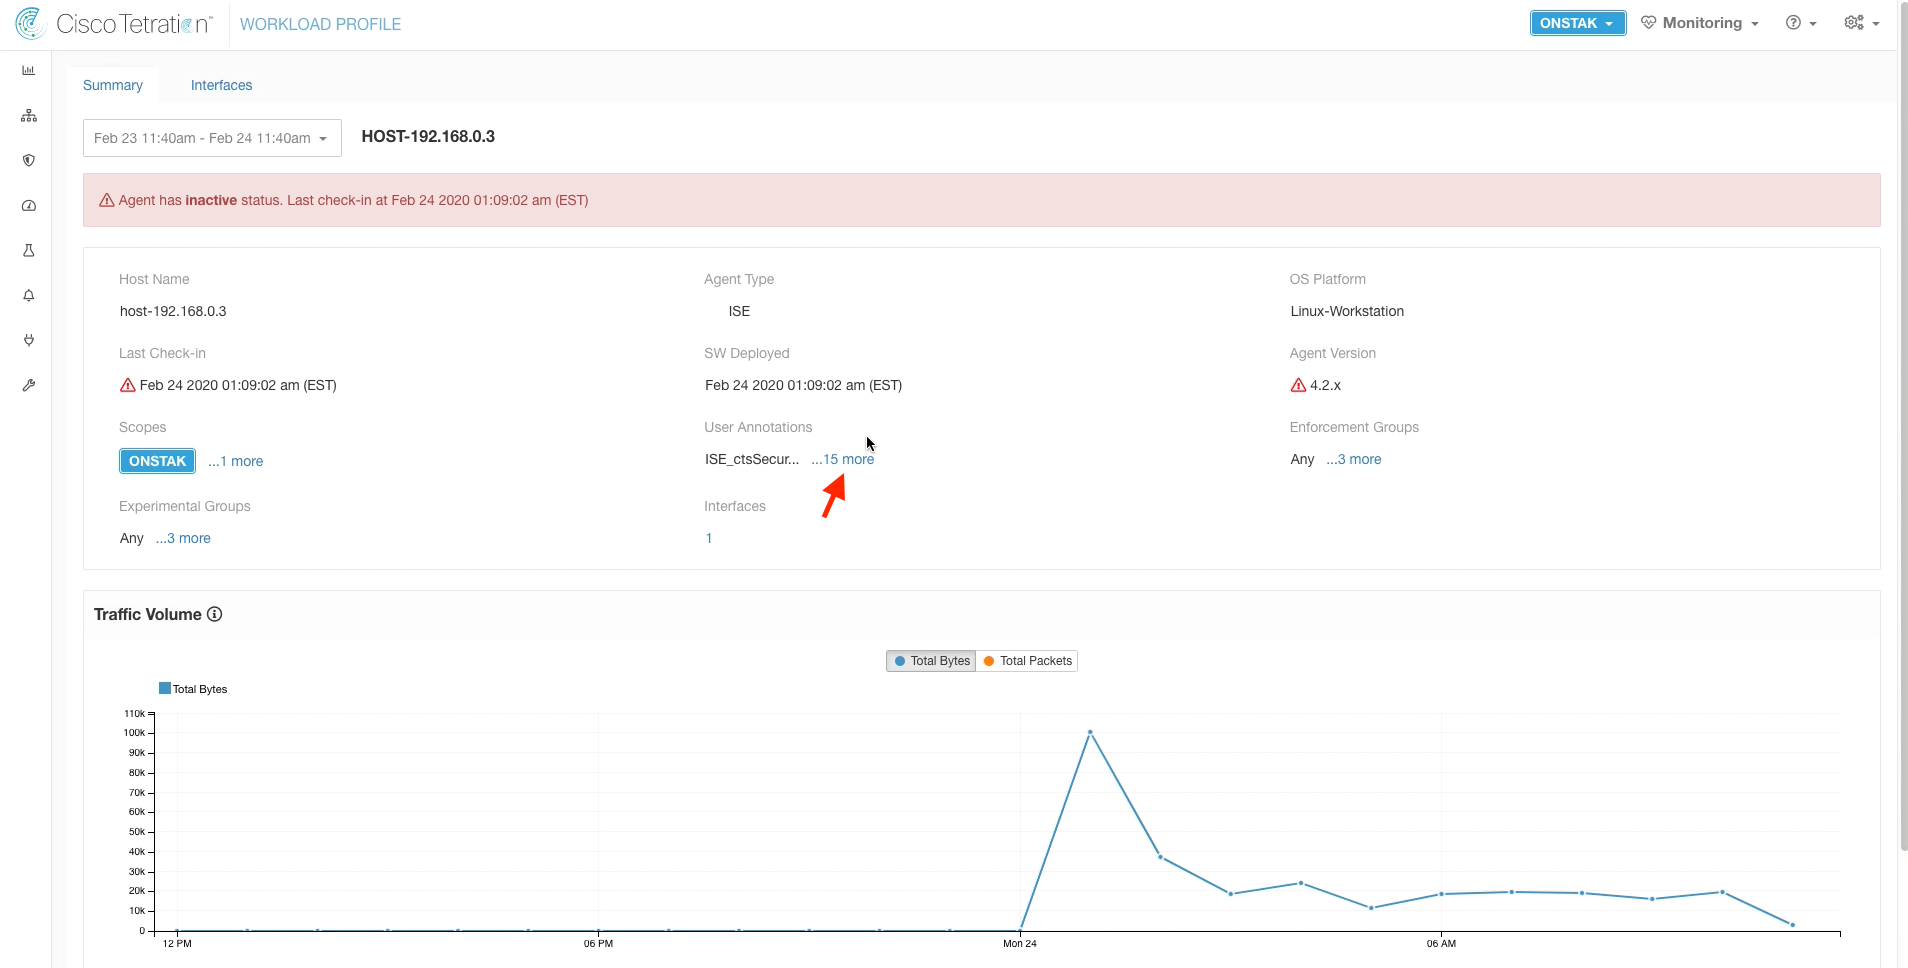 Cisco Tetration™ WORKLOAD PROFILE ONSTAK Monitoring
Summary Interfaces
Feb 23 11:40am - Feb 24 11:40am HOST-192.168.0.3
Agent has inactive status. Last check-in at Feb 24 2020 01:09:02 am (EST)
Host Name Agent Type OS Platform
host-192.168.0.3 ISE Linux-Workstation
Last Check-in SW Deployed Agent Version
Feb 24 2020 01:09:02 am (EST) Feb 24 2020 01:09:02 am (EST) 4.2.x
Scopes User Annotations Enforcement Groups
ONSTAK ...1 more ISE_ctsSecur... ...15 more Any ...3 more
Experimental Groups Interfaces
Any ...3 more 1
Traffic Volume
Total Bytes Total Packets
Total Bytes
110k
100k
90k
80k
70k
60k
50k
40k
30k
20k
10k
0
12 PM 06 PM Mon 24 06 AM